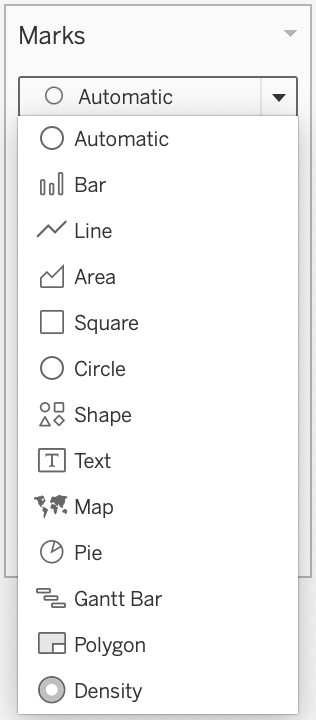 Marks
Automatic
Automatic
Bar
Line
Area
Square
Circle
Shape
T Text
Map
Pie
Gantt Bar
Polygon
Density